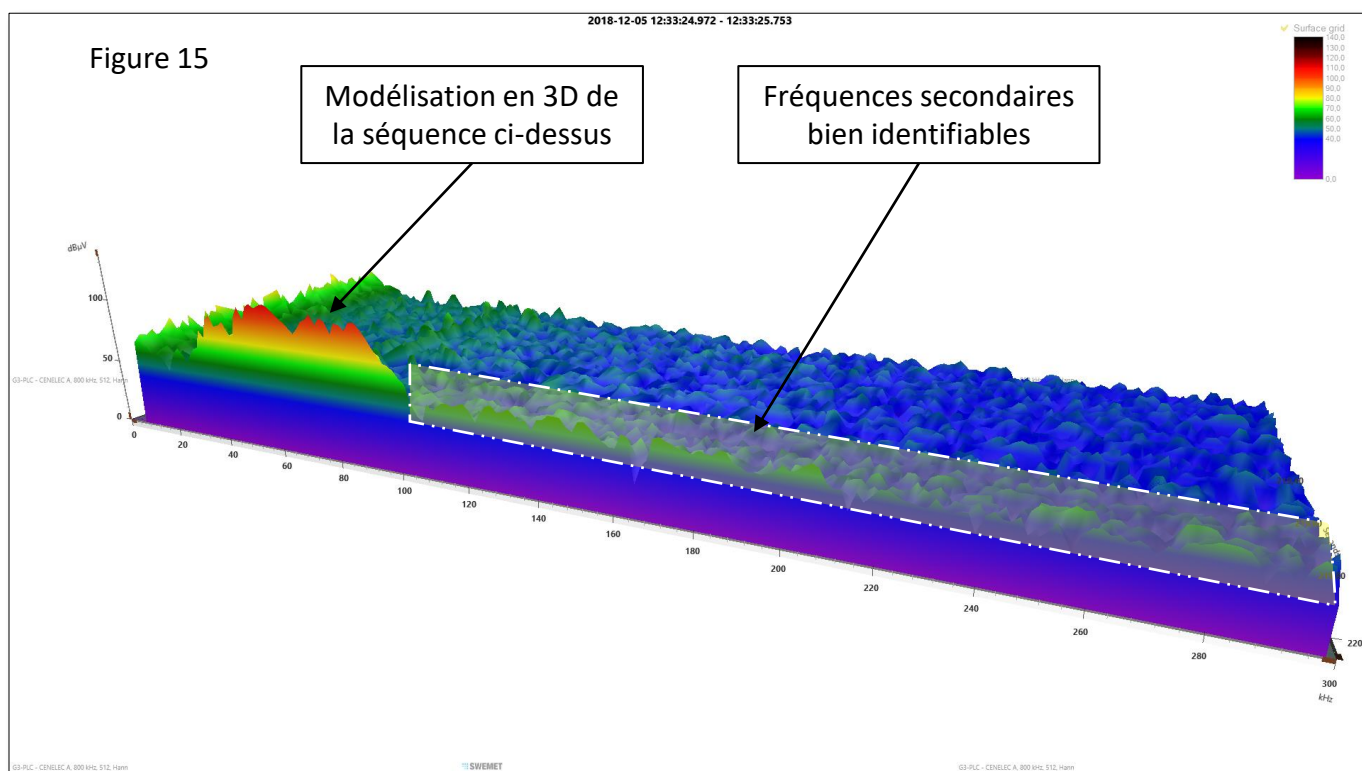 2018-12-05 12:33:24.972 - 12:33:25.753
Figure 15
Modélisation en 3D de
la séquence ci-dessus
Fréquences secondaires
bien identifiables
Surface grid
140,0
130,0
120,0
110,0
100,0
90,0
80,0
70,0
60,0
50,0
40,0
0,0
dBµV
100
50
0
G3-PLC - CENELEC A, 800 kHz, 512, Hann
0
20
40
60
80
100
120
140
160
180
200
220
240
260
280
300
kHz
220
G3-PLC - CENELEC A, 800 kHz, 512, Hann
SWEMET
G3-PLC - CENELEC A, 800 kHz, 512, Hann